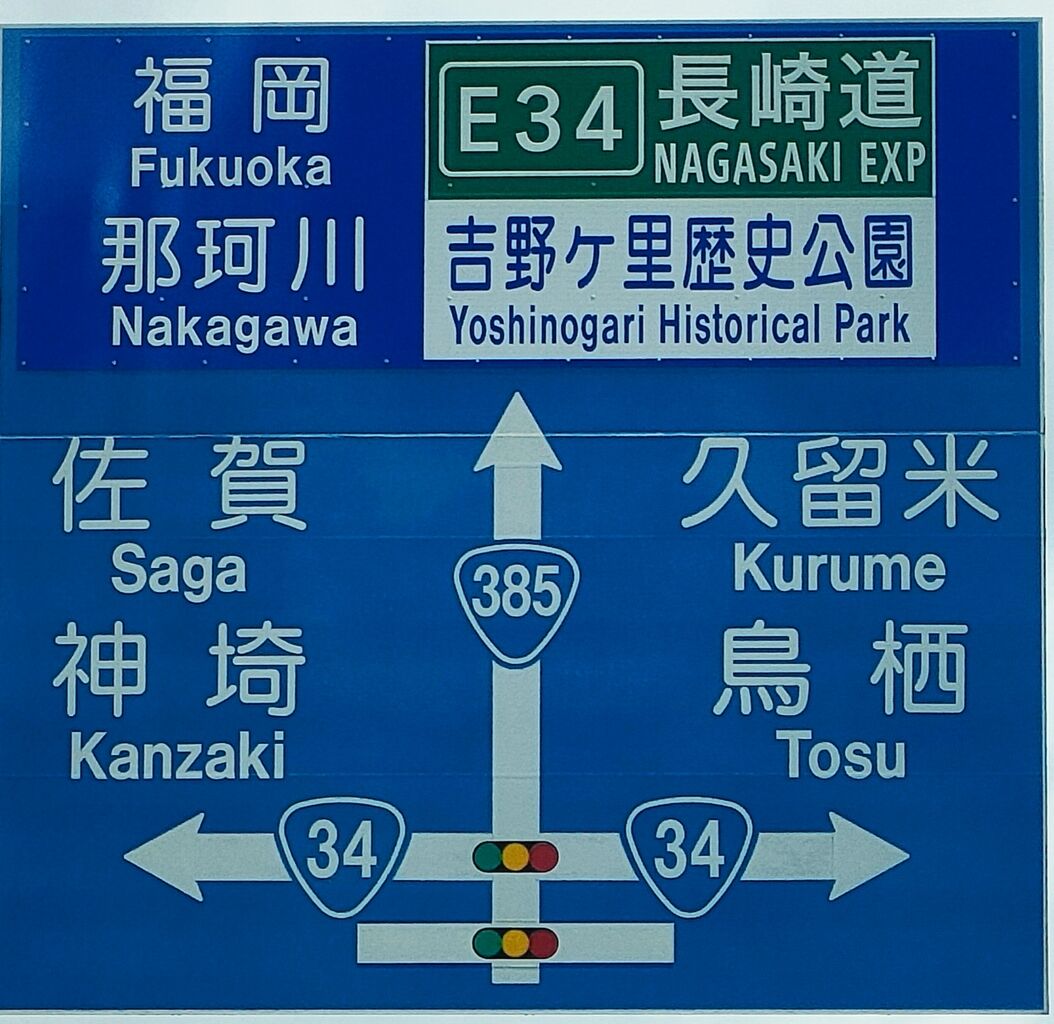 福岡
Fukuoka
那珂川
Nakagawa
E34 長崎道
NAGASAKI EXP
吉野ヶ里歴史公園
Yoshinogari Historical Park
佐賀
Saga
神埼
Kanzaki
385
久留米
Kurume
鳥栖
Tosu
34
34